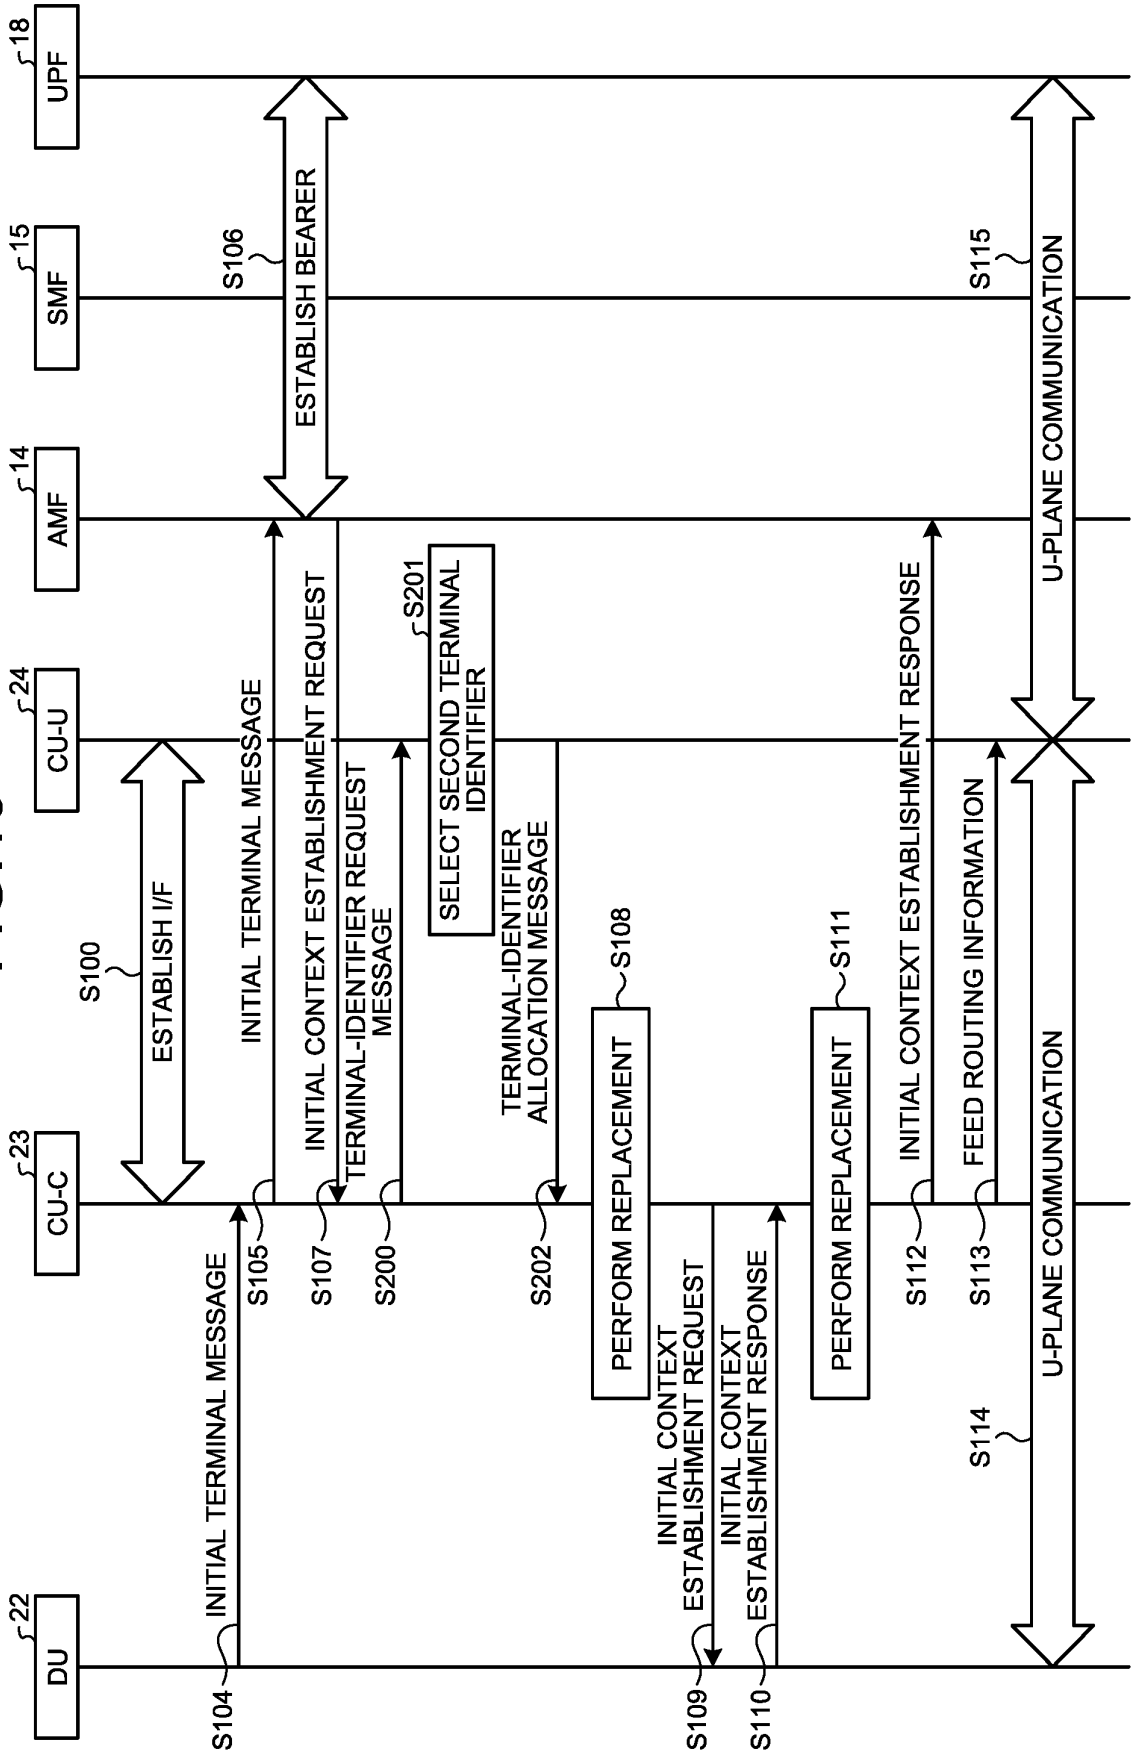 22
DU
23
CU-C
24
CU-U
14
AMF
15
SMF
18
UPF
S100
ESTABLISH I/F
S104
INITIAL TERMINAL MESSAGE
S105
INITIAL TERMINAL MESSAGE
S106
ESTABLISH BEARER
S107
INITIAL CONTEXT ESTABLISHMENT REQUEST
S200
TERMINAL-IDENTIFIER REQUEST
MESSAGE
S201
SELECT SECOND TERMINAL
IDENTIFIER
S202
TERMINAL-IDENTIFIER
ALLOCATION MESSAGE
S108
PERFORM REPLACEMENT
S109
INITIAL CONTEXT
ESTABLISHMENT REQUEST
S110
INITIAL CONTEXT
ESTABLISHMENT RESPONSE
S111
PERFORM REPLACEMENT
S112
INITIAL CONTEXT ESTABLISHMENT RESPONSE
S113
FEED ROUTING INFORMATION
S114
U-PLANE COMMUNICATION
S115
U-PLANE COMMUNICATION